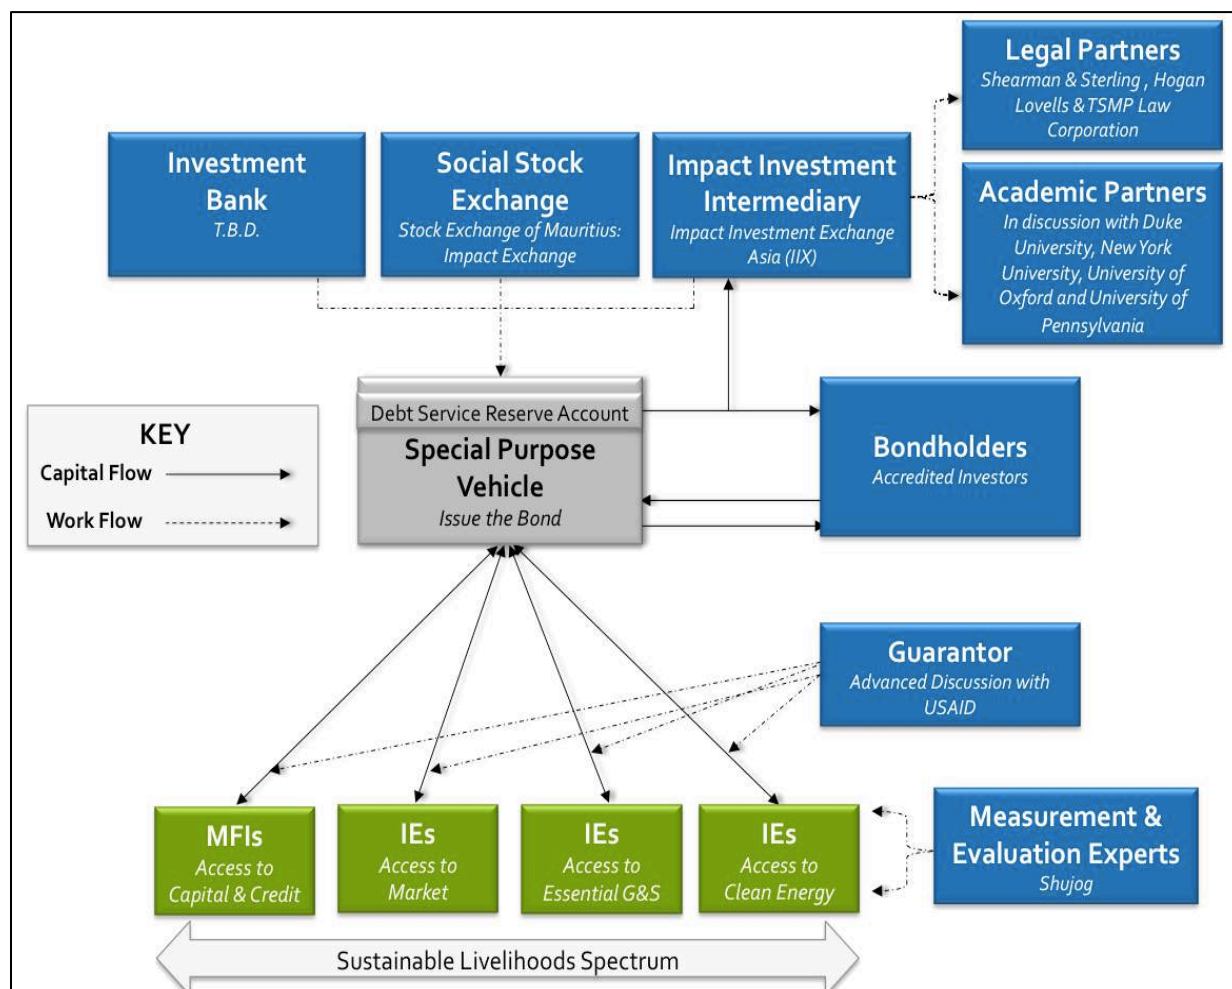 Legal Partners
Shearman & Sterling , Hogan
Lovells & TSMP Law
Corporation
Investment
Bank
T.B.D.
Social Stock
Exchange
Stock Exchange of Mauritius:
Impact Exchange
Impact Investment
Intermediary
Impact Investment Exchange
Asia (IIX)
Academic Partners
In discussion with Duke
University, New York
University, University of
Oxford and University of
Pennsylvania
KEY
Capital Flow
Work Flow
Debt Service Reserve Account
Special Purpose
Vehicle
Issue the Bond
Bondholders
Accredited Investors
Guarantor
Advanced Discussion with
USAID
MFIs
Access to
Capital & Credit
IEs
Access to
Market
IEs
Access to
Essential G&S
IEs
Access to
Clean Energy
Measurement &
Evaluation Experts
Shujog
Sustainable Livelihoods Spectrum